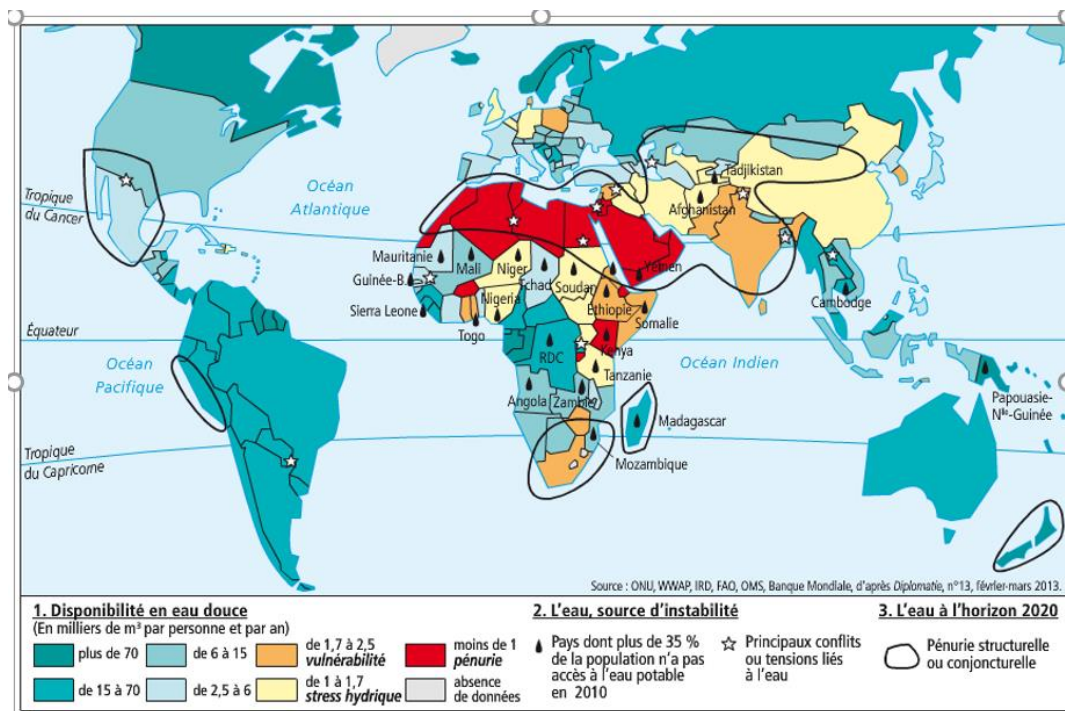 Océan
Atlantique
Tropique
du Cancer
Tadjikistan
Afghanistan
Mauritanie
Mali
Niger
Tchad
Soudan
Yémen
Guinée-B.
Nigeria
Éthiopie
Cambodge
Sierra Leone
Somalie
Togo
Équateur
Océan
Pacifique
RDC
Kenya
Océan Indien
Tanzanie
Angola
Zambie
Papouasie-
Nlle-Guinée
Madagascar
Tropique
du Capricorne
Mozambique
Source : ONU, WWAP, IRD, FAO, OMS, Banque Mondiale, d'après Diplomatie, n°13, février-mars 2013.
1. Disponibilité en eau douce
(En milliers de m³ par personne et par an)
plus de 70
de 6 à 15
de 1,7 à 2,5
vulnérabilité
moins de 1
pénurie
de 15 à 70
de 2,5 à 6
de 1 à 1,7
stress hydrique
absence
de données
2. L'eau, source d'instabilité
Pays dont plus de 35 %
de la population n'a pas
accès à l'eau potable
en 2010
Principaux conflits
ou tensions liés
à l'eau
3. L'eau à l'horizon 2020
Pénurie structurelle
ou conjoncturelle